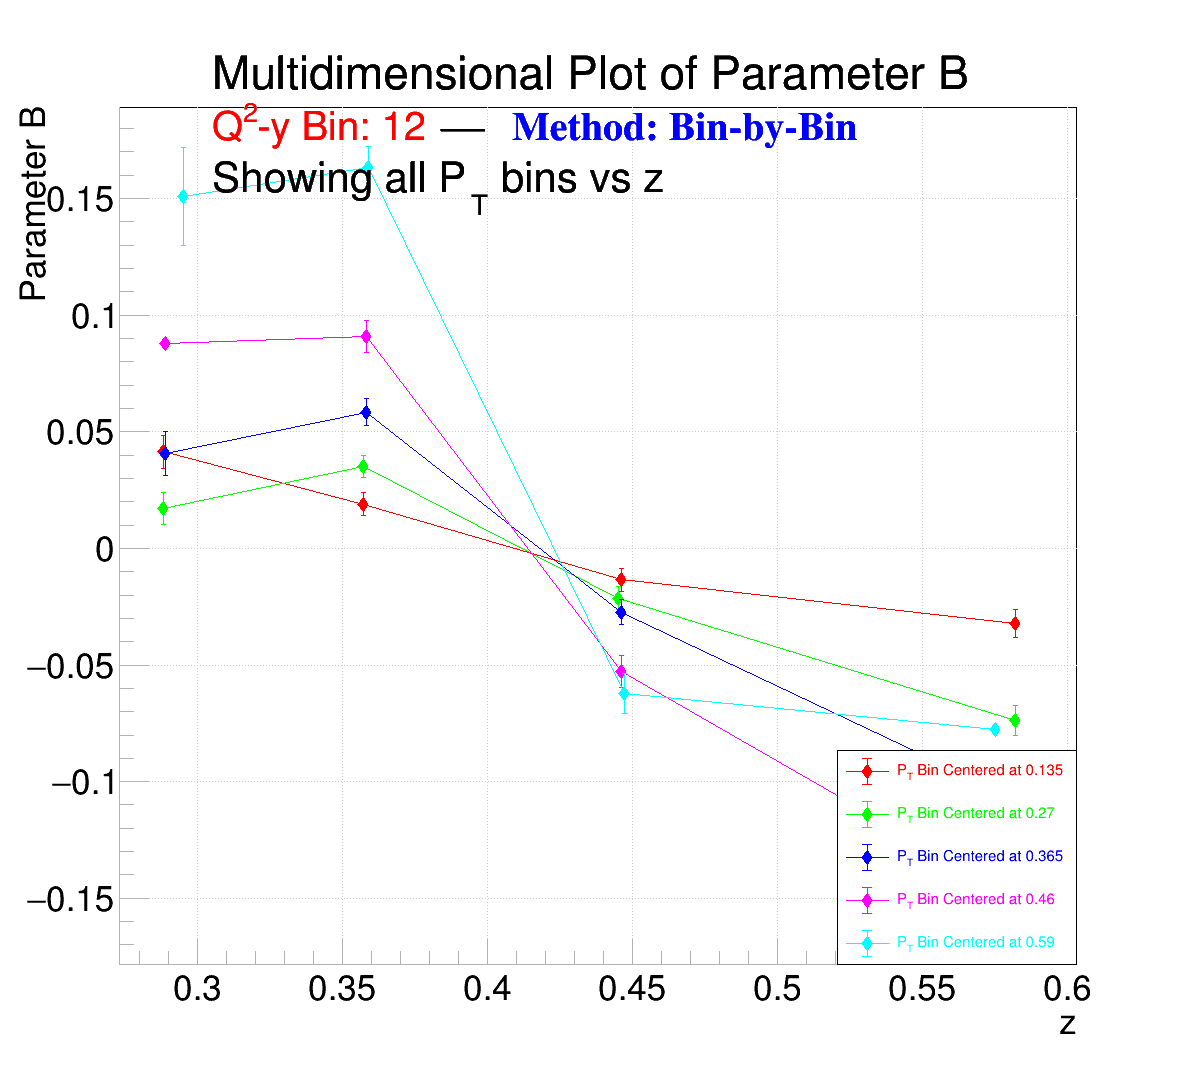 Multidimensional Plot of Parameter B
Q²-y Bin: 12 — Method: Bin-by-Bin
Showing all P_T bins vs z
Parameter B
0.15
0.1
0.05
0
−0.05
−0.1
−0.15
P_T Bin Centered at 0.135
P_T Bin Centered at 0.27
P_T Bin Centered at 0.365
P_T Bin Centered at 0.46
P_T Bin Centered at 0.59
0.3 0.35 0.4 0.45 0.5 0.55 0.6
z